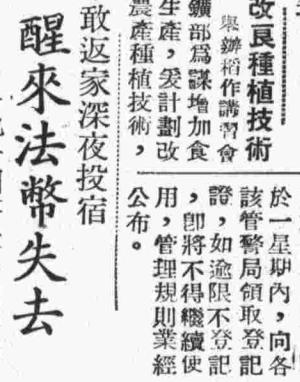 改良種植技術
舉辦稻作講習會
鑛部爲謀增加食
生產，爰計劃改
農產種植技術，
於一星期內，向各
該管警局領取登記
證，如逾限不登記
，卽將不得繼續使
用，管理規則業經
公布。
敢返家深夜投宿
醒來法幣失去